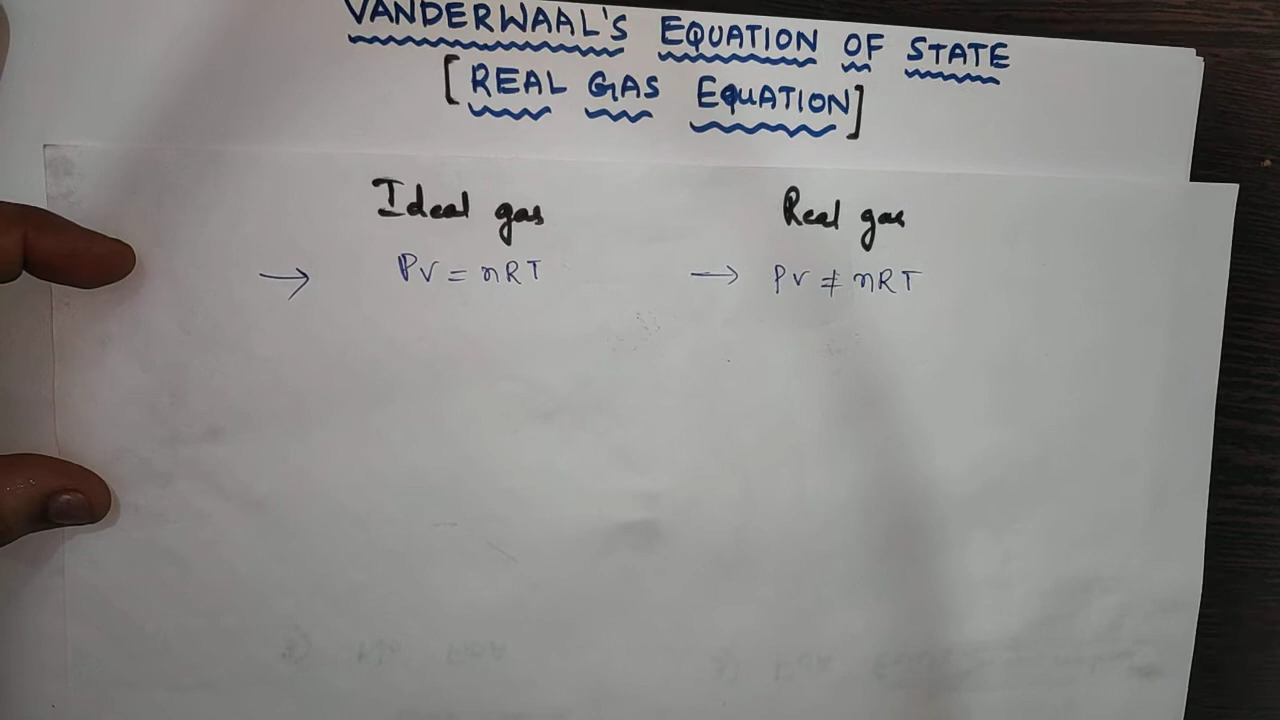 VANDERWAAL'S EQUATION OF STATE
[REAL GAS EQUATION]
Ideal gas Real gas
→ PV = nRT → PV ≠ nRT